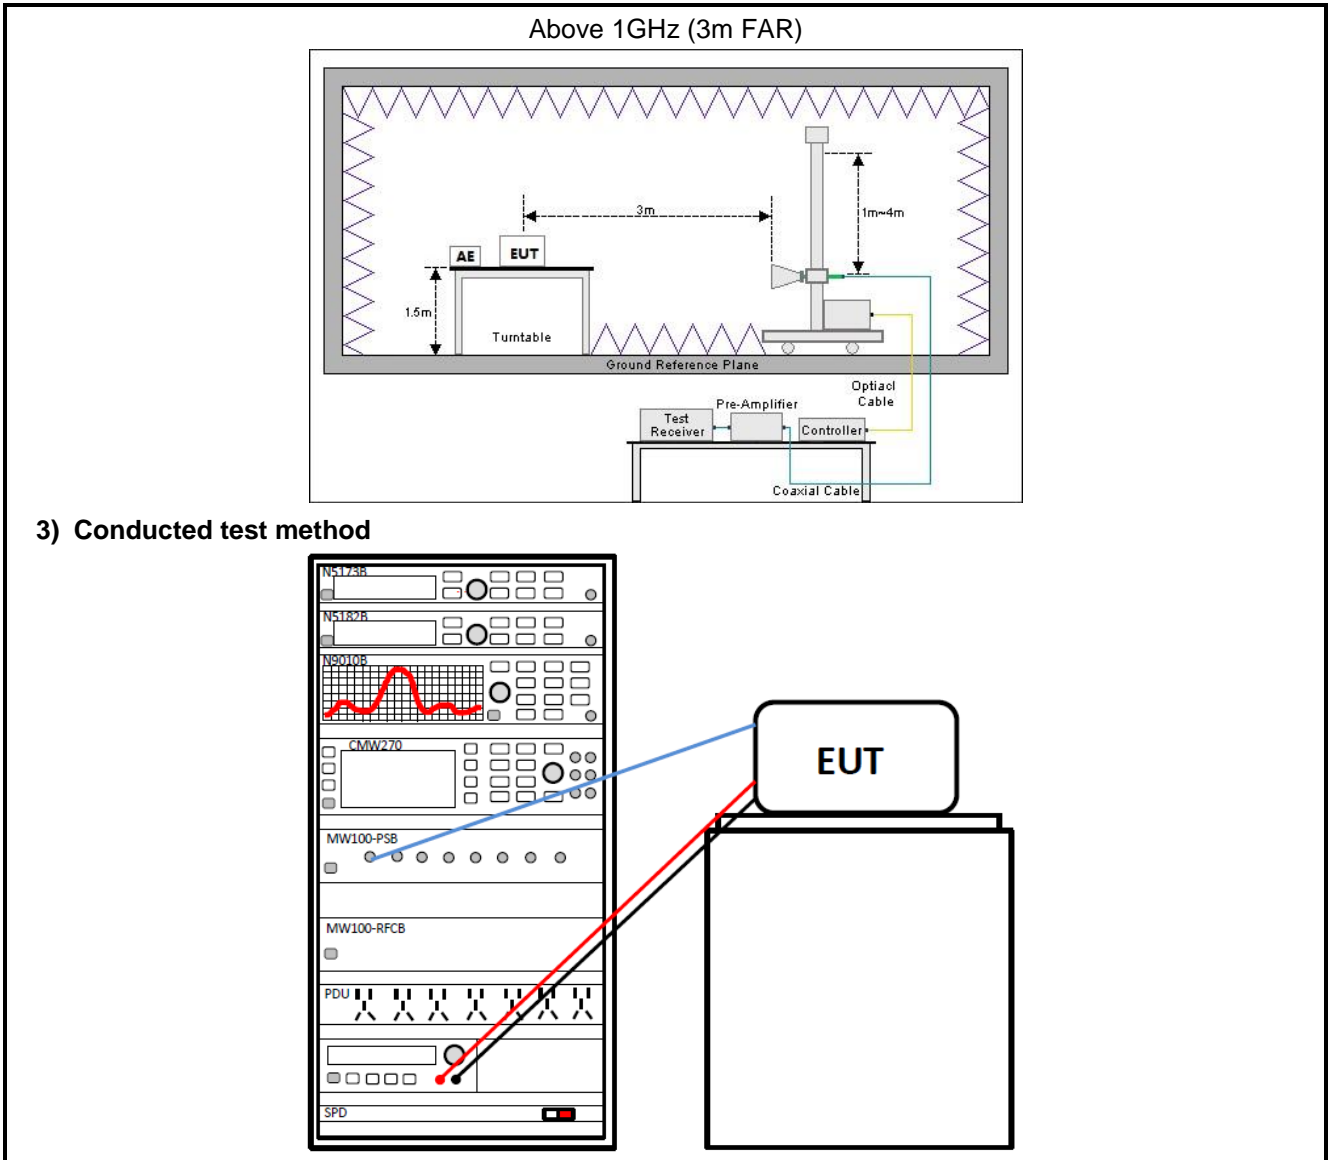 Above 1GHz (3m FAR)
3m
1m~4m
AE
EUT
1.5m
Turntable
Ground Reference Plane
Optiacl
Cable
Pre-Amplifier
Test
Receiver
Controller
Coaxial Cable
3) Conducted test method
N5173B
N5182B
N9010B
CMW270
EUT
MW100-PSB
MW100-RFCB
PDU
SPD